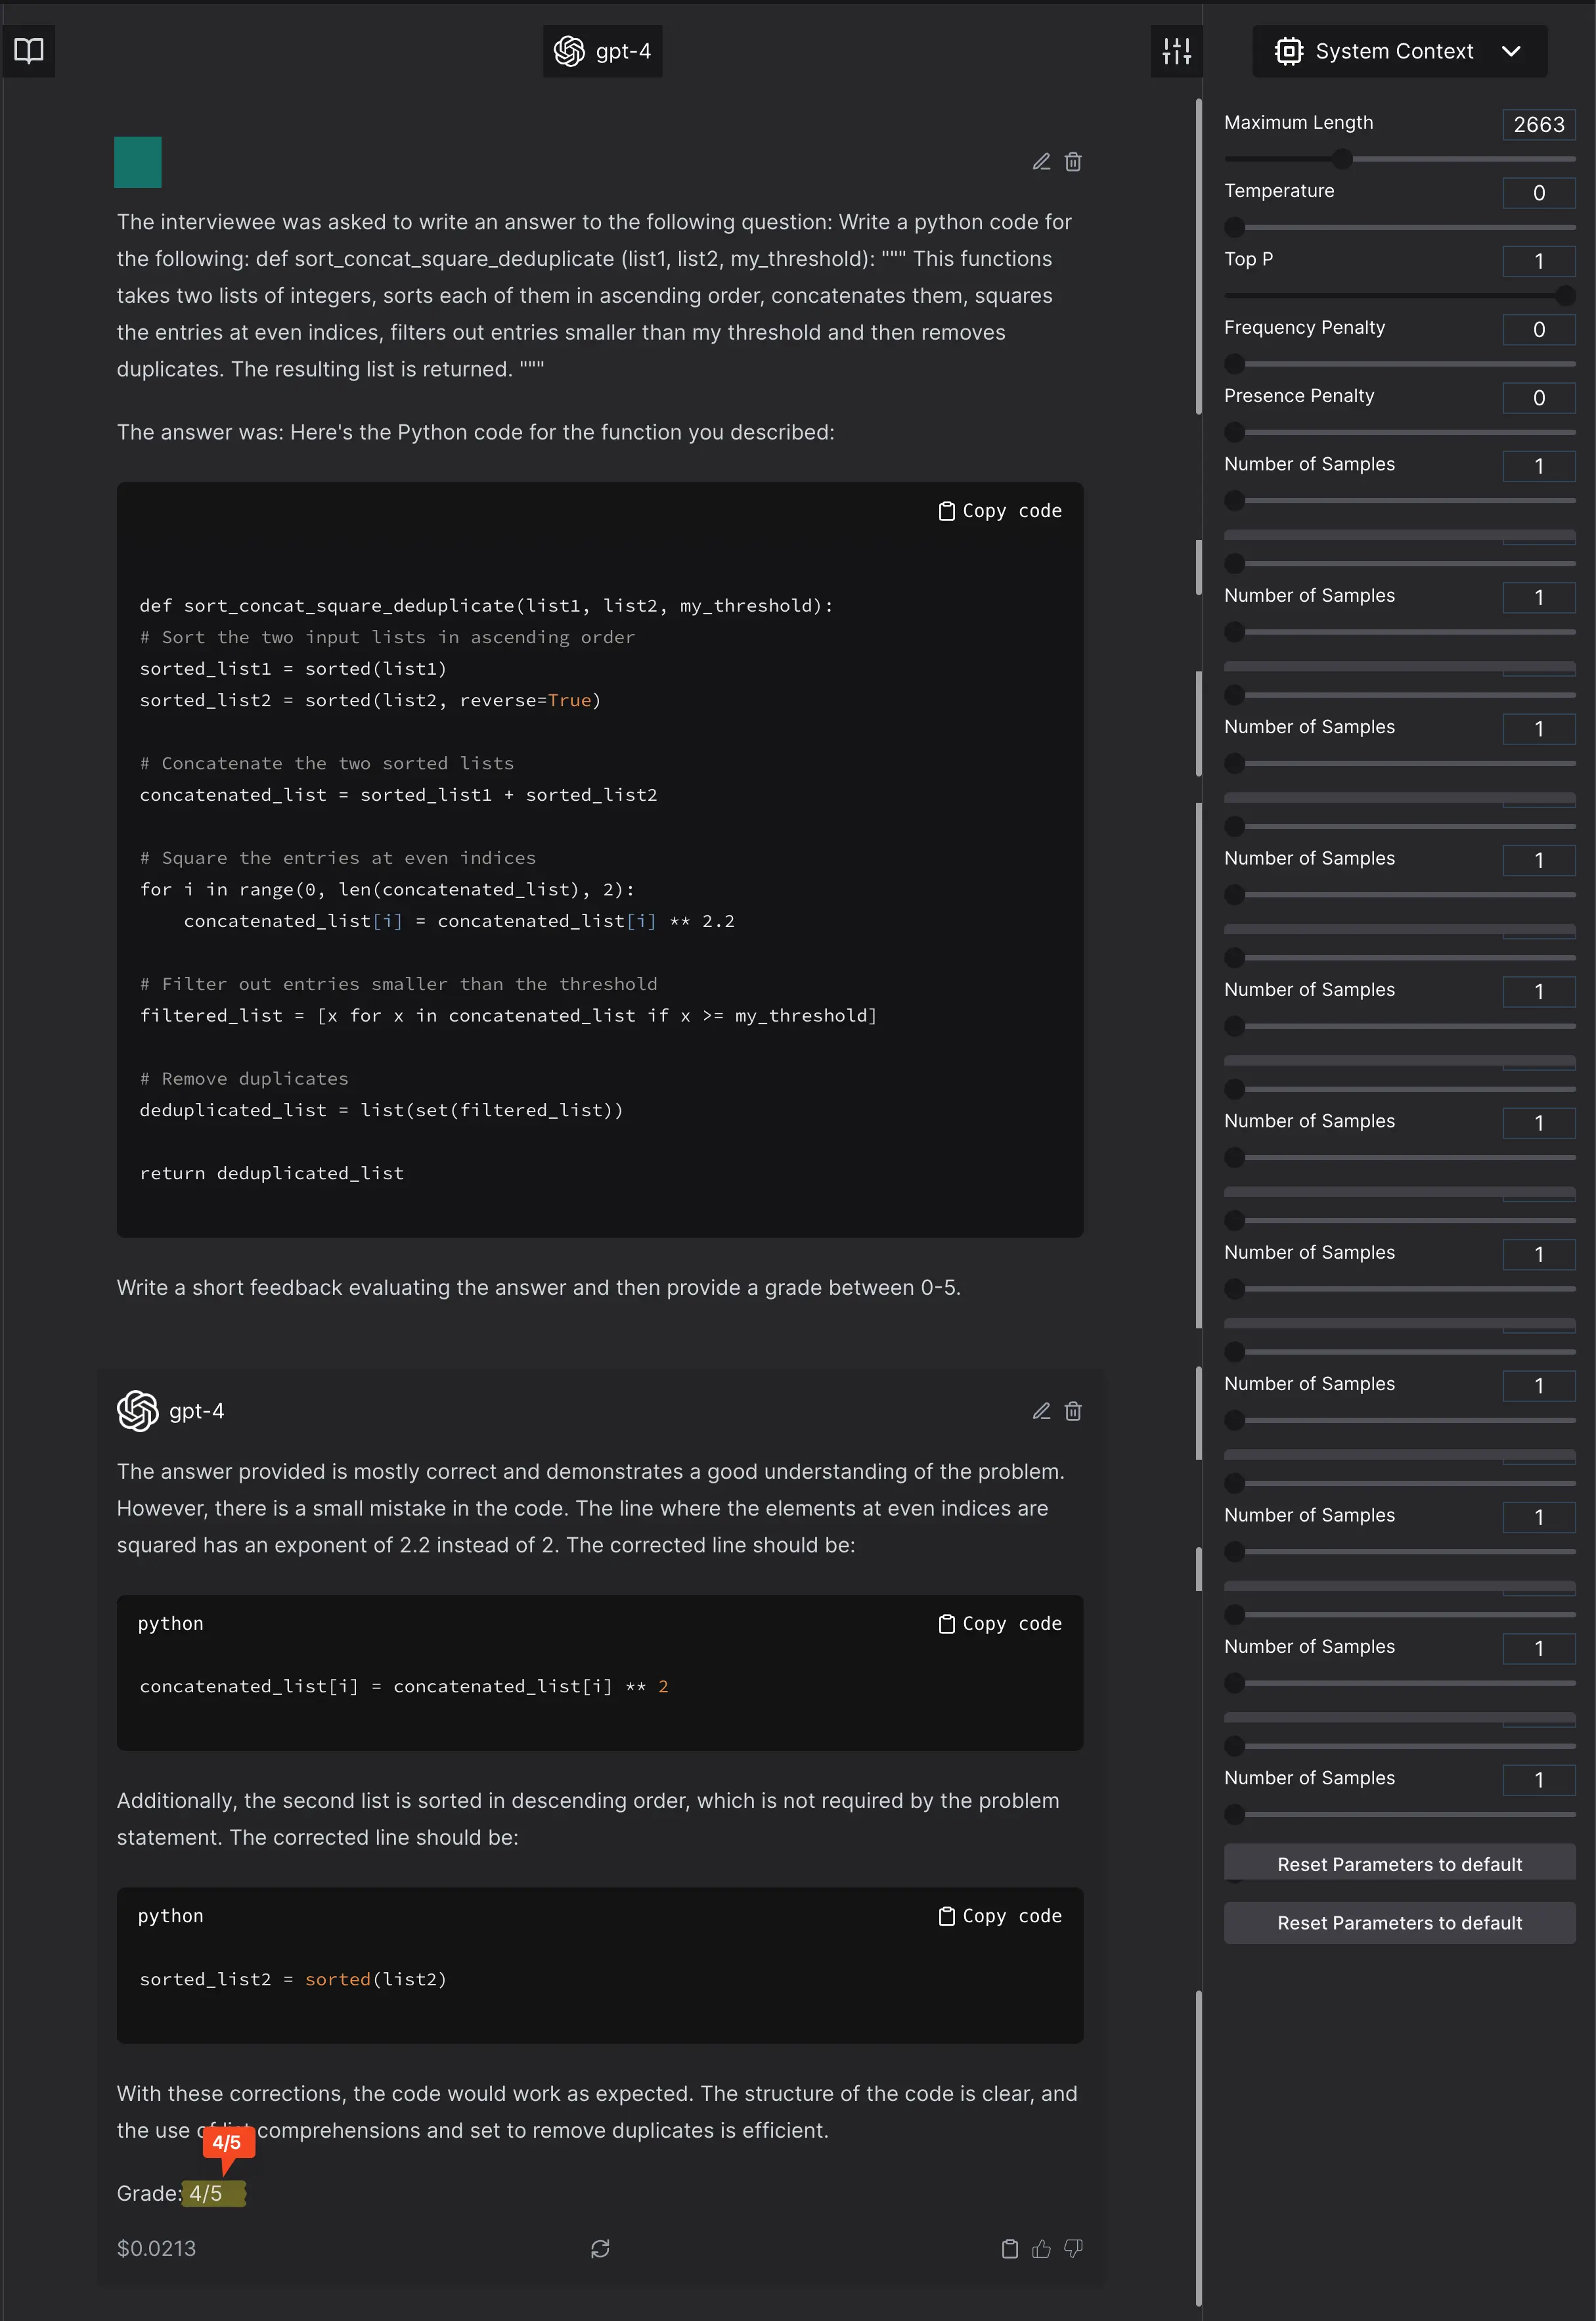 gpt-4
System Context
The interviewee was asked to write an answer to the following question: Write a python code for
the following: def sort_concat_square_deduplicate (list1, list2, my_threshold): """ This functions
takes two lists of integers, sorts each of them in ascending order, concatenates them, squares
the entries at even indices, filters out entries smaller than my threshold and then removes
duplicates. The resulting list is returned. """
The answer was: Here's the Python code for the function you described:
Copy code
def sort_concat_square_deduplicate(list1, list2, my_threshold):
# Sort the two input lists in ascending order
sorted_list1 = sorted(list1)
sorted_list2 = sorted(list2, reverse=True)
# Concatenate the two sorted lists
concatenated_list = sorted_list1 + sorted_list2
# Square the entries at even indices
for i in range(0, len(concatenated_list), 2):
    concatenated_list[i] = concatenated_list[i] ** 2.2
# Filter out entries smaller than the threshold
filtered_list = [x for x in concatenated_list if x >= my_threshold]
# Remove duplicates
deduplicated_list = list(set(filtered_list))
return deduplicated_list
Write a short feedback evaluating the answer and then provide a grade between 0-5.
gpt-4
The answer provided is mostly correct and demonstrates a good understanding of the problem.
However, there is a small mistake in the code. The line where the elements at even indices are
squared has an exponent of 2.2 instead of 2. The corrected line should be:
python
Copy code
concatenated_list[i] = concatenated_list[i] ** 2
Additionally, the second list is sorted in descending order, which is not required by the problem
statement. The corrected line should be:
python
Copy code
sorted_list2 = sorted(list2)
With these corrections, the code would work as expected. The structure of the code is clear, and
the use of list comprehensions and set to remove duplicates is efficient.
4/5
Grade: 4/5
$0.0213
Maximum Length 2663
Temperature 0
Top P 1
Frequency Penalty 0
Presence Penalty 0
Number of Samples 1
Number of Samples 1
Number of Samples 1
Number of Samples 1
Number of Samples 1
Number of Samples 1
Number of Samples 1
Number of Samples 1
Number of Samples 1
Number of Samples 1
Number of Samples 1
Reset Parameters to default
Reset Parameters to default